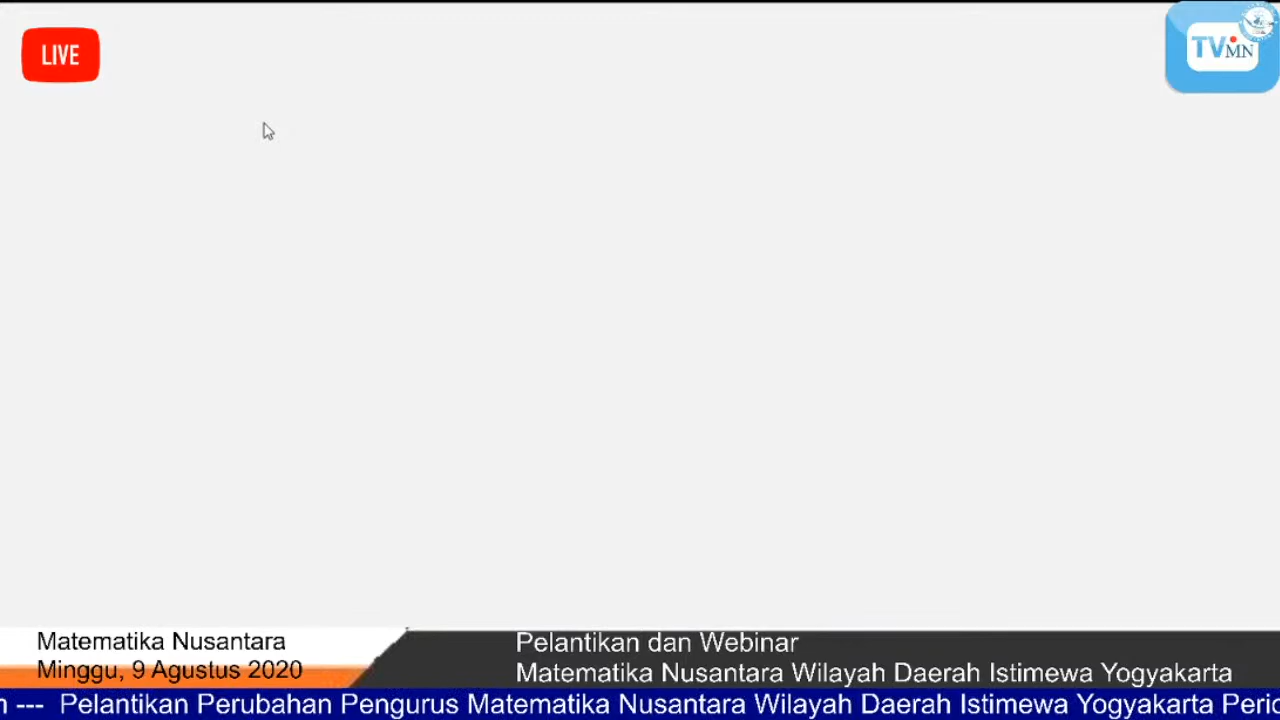 LIVE
TVMN
Matematika Nusantara
Minggu, 9 Agustus 2020
Pelantikan dan Webinar
Matematika Nusantara Wilayah Daerah Istimewa Yogyakarta
--- Pelantikan Perubahan Pengurus Matematika Nusantara Wilayah Daerah Istimewa Yogyakarta